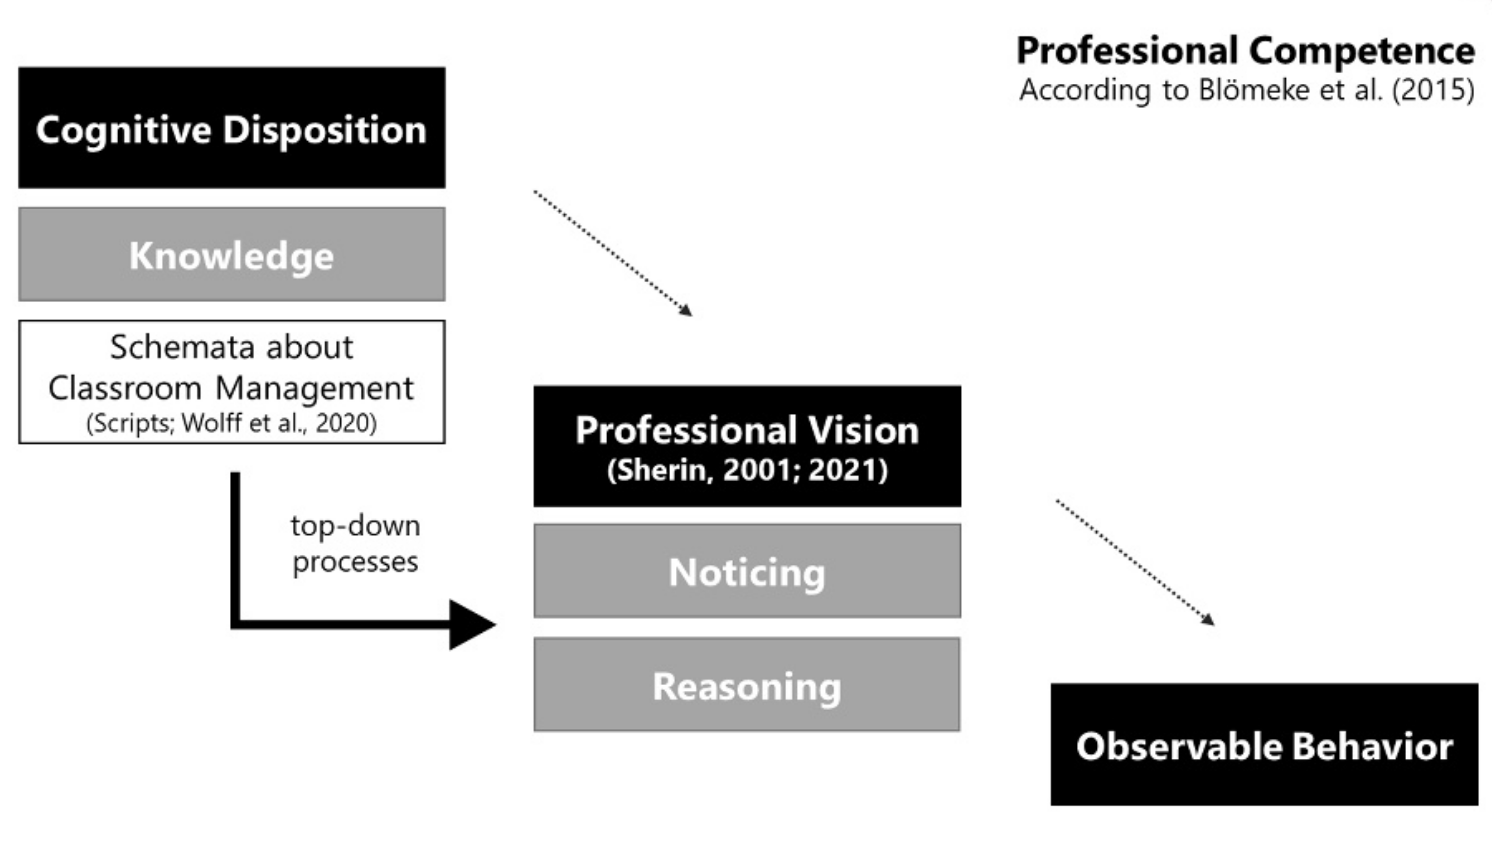 Professional Competence
According to Blömeke et al. (2015)
Cognitive Disposition
Knowledge
Schemata about
Classroom Management
(Scripts; Wolff et al., 2020)
top-down
processes
Professional Vision
(Sherin, 2001; 2021)
Noticing
Reasoning
Observable Behavior